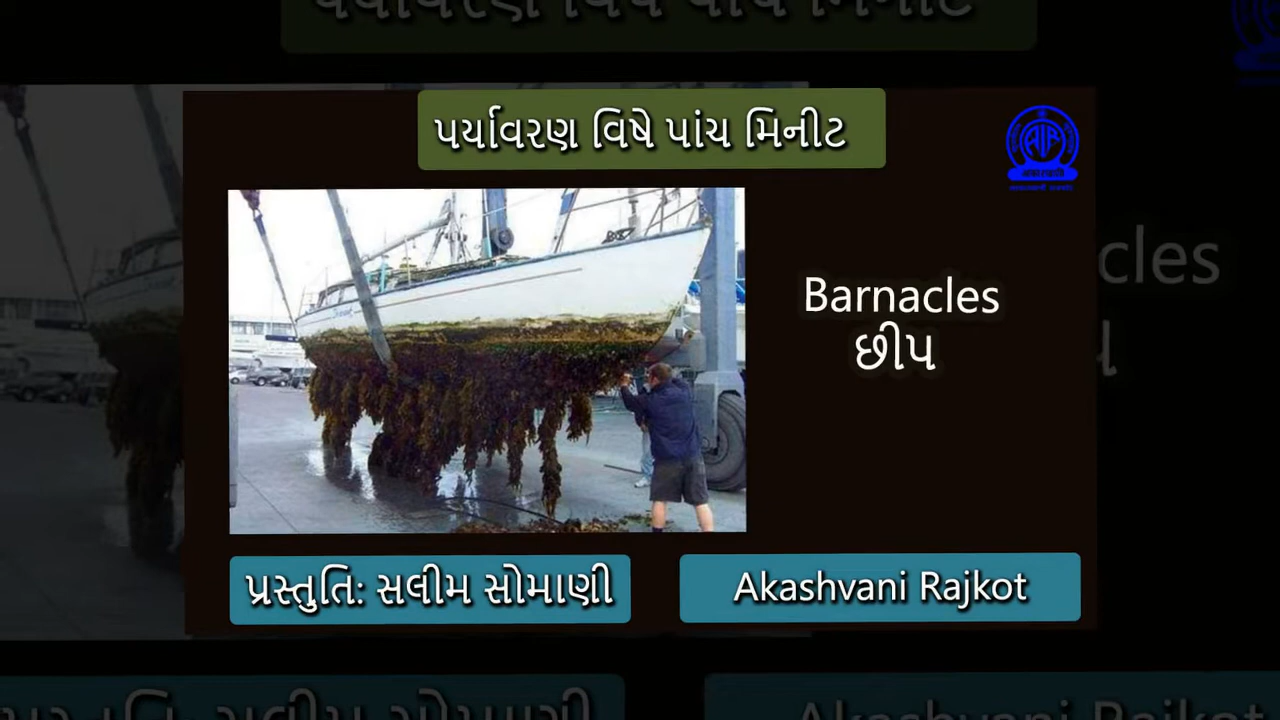 પર્યાવરણ વિષે પાંચ મિનીટ
Barnacles
છીપ
પ્રસ્તુતિ: સલીમ સોમાણી
Akashvani Rajkot